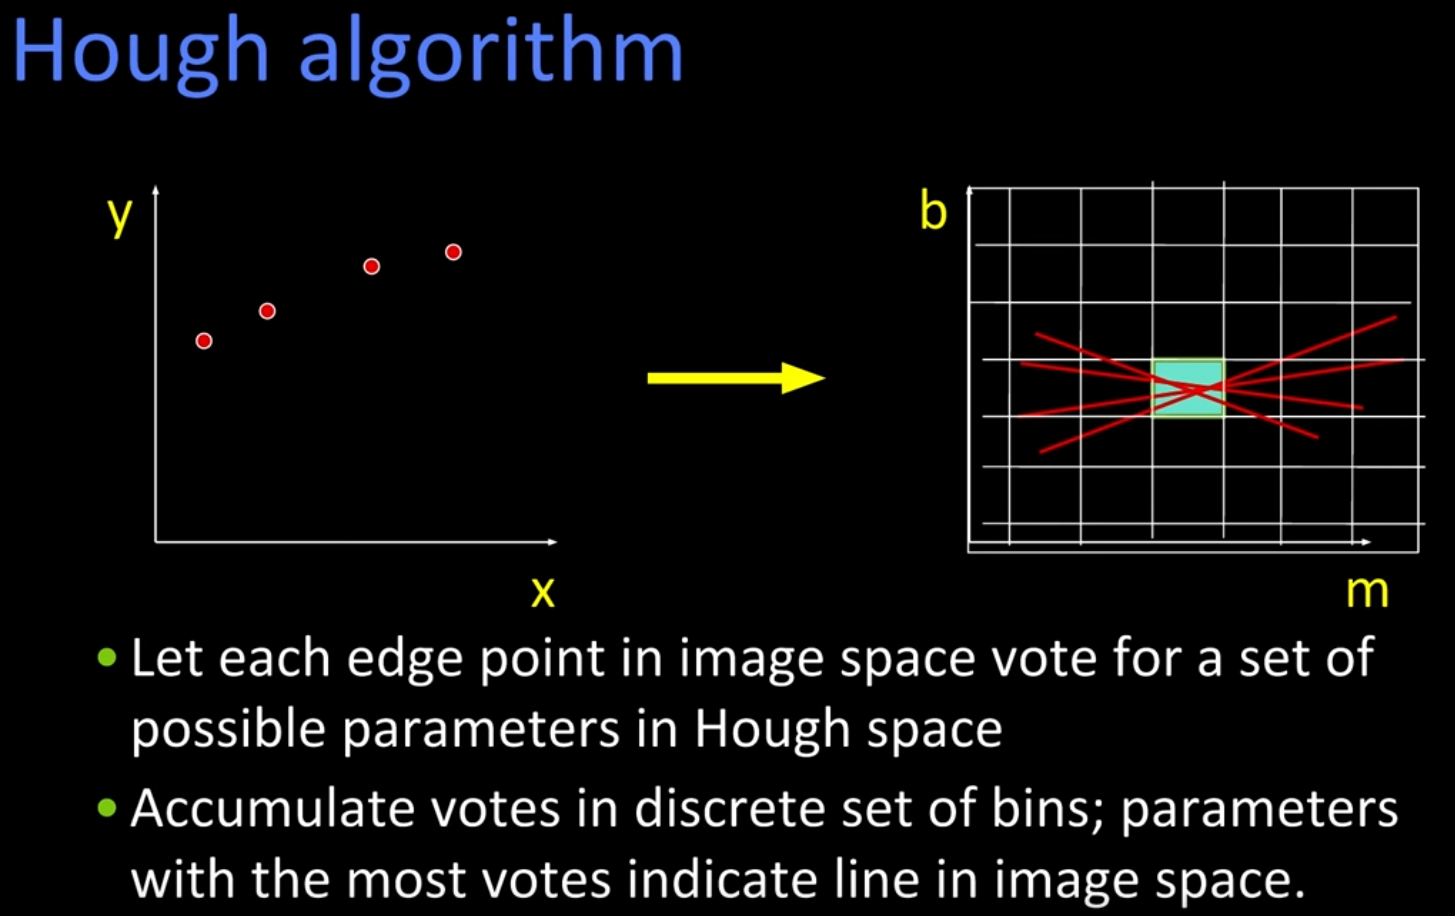 Hough algorithm
y
b
x
m
• Let each edge point in image space vote for a set of
possible parameters in Hough space
• Accumulate votes in discrete set of bins; parameters
with the most votes indicate line in image space.